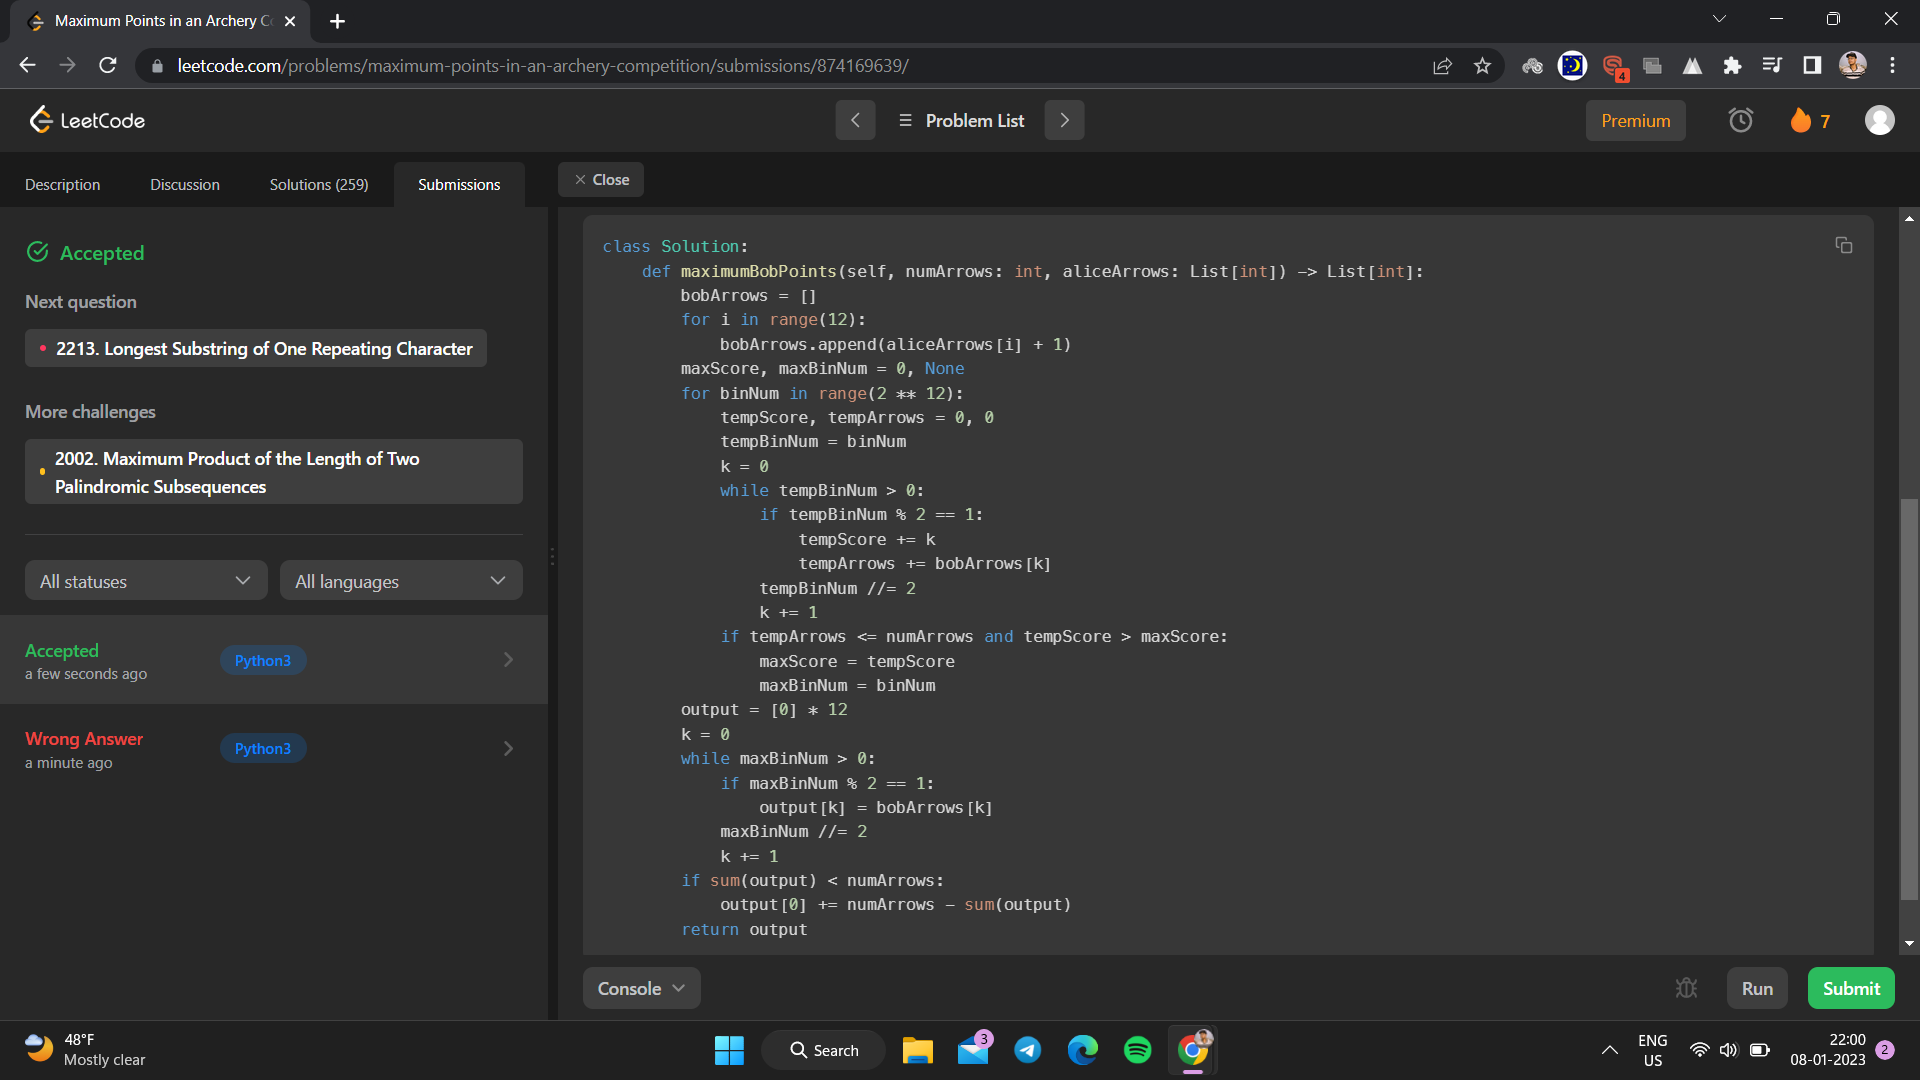 Maximum Points in an Archery Co
leetcode.com/problems/maximum-points-in-an-archery-competition/submissions/874169639/
4
LeetCode
Problem List
Premium
7
Description
Discussion
Solutions (259)
Submissions
Close
Accepted
Next question
2213. Longest Substring of One Repeating Character
More challenges
2002. Maximum Product of the Length of Two
Palindromic Subsequences
All statuses
All languages
Accepted
a few seconds ago
Python3
Wrong Answer
a minute ago
Python3
class Solution:
    def maximumBobPoints(self, numArrows: int, aliceArrows: List[int]) -> List[int]:
        bobArrows = []
        for i in range(12):
            bobArrows.append(aliceArrows[i] + 1)
        maxScore, maxBinNum = 0, None
        for binNum in range(2 ** 12):
            tempScore, tempArrows = 0, 0
            tempBinNum = binNum
            k = 0
            while tempBinNum > 0:
                if tempBinNum % 2 == 1:
                    tempScore += k
                    tempArrows += bobArrows[k]
                tempBinNum //= 2
                k += 1
            if tempArrows <= numArrows and tempScore > maxScore:
                maxScore = tempScore
                maxBinNum = binNum
        output = [0] * 12
        k = 0
        while maxBinNum > 0:
            if maxBinNum % 2 == 1:
                output[k] = bobArrows[k]
            maxBinNum //= 2
            k += 1
        if sum(output) < numArrows:
            output[0] += numArrows - sum(output)
        return output
Console
Run
Submit
48°F
Mostly clear
Search
3
ENG
US
22:00
08-01-2023
2